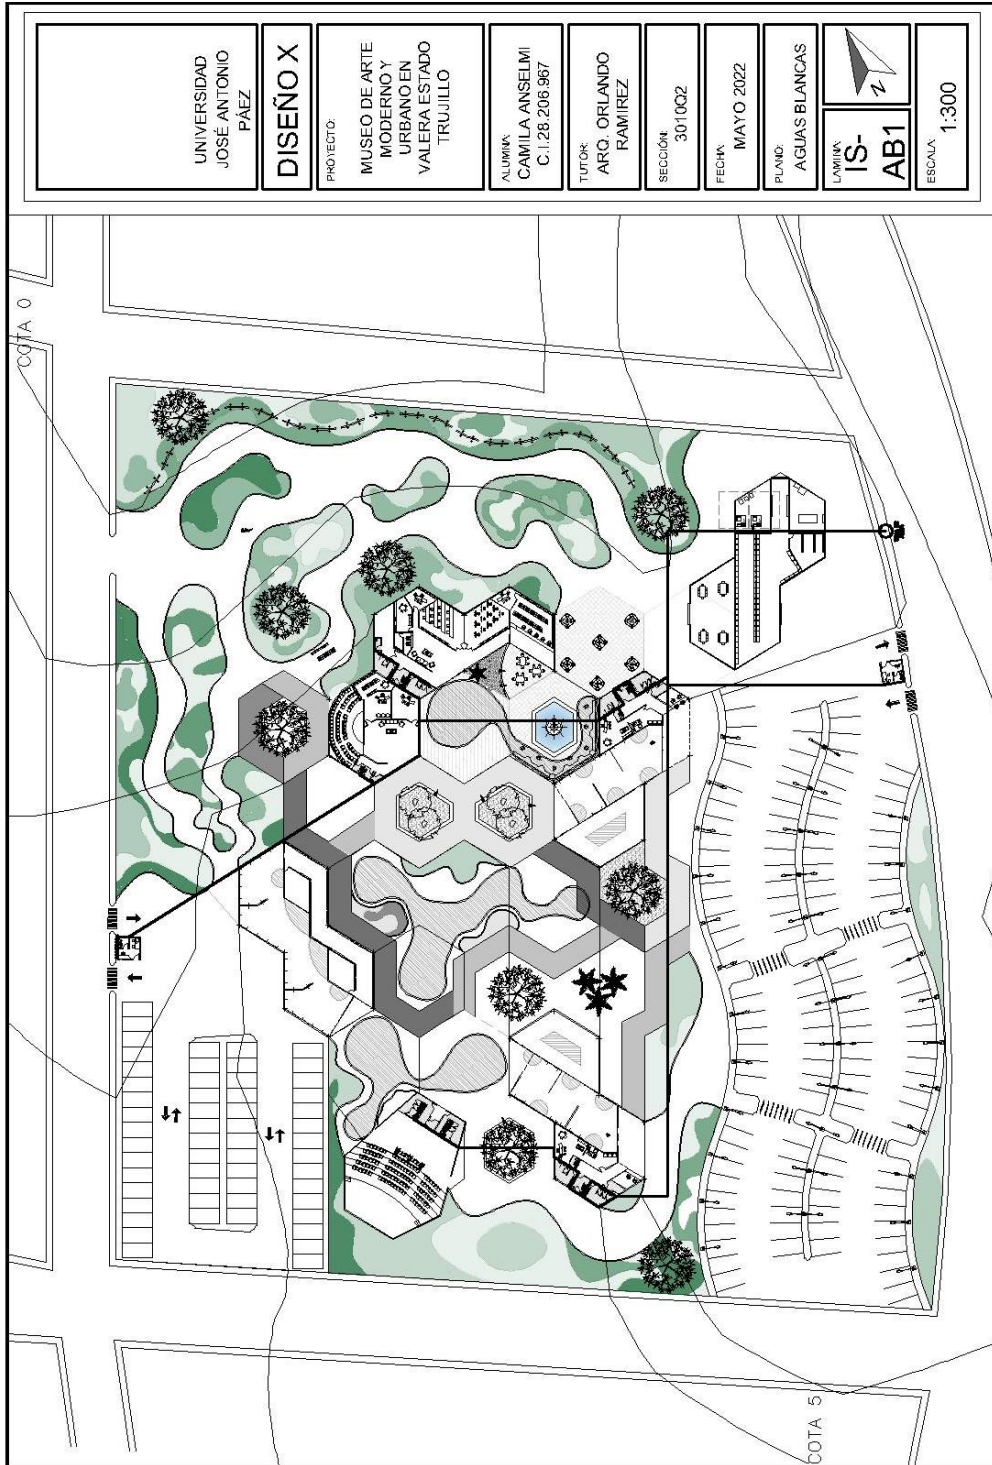 UNIVERSIDAD
JOSÉ ANTONIO
PÁEZ
DISEÑO X
PROYECTO:
MUSEO DE ARTE
MODERNO Y
URBANO EN
VALERA ESTADO
TRUJILLO
ALUMNA:
CAMILA ANSELMI
C.I.28.206.967
TUTOR:
ARQ. ORLANDO
RAMIREZ
SECCIÓN:
3010Q2
FECHA:
MAYO 2022
PLANO:
AGUAS BLANCAS
LAMINA:
IS-
AB1
N
ESCALA:
1:300
COTA 0
COTA 5